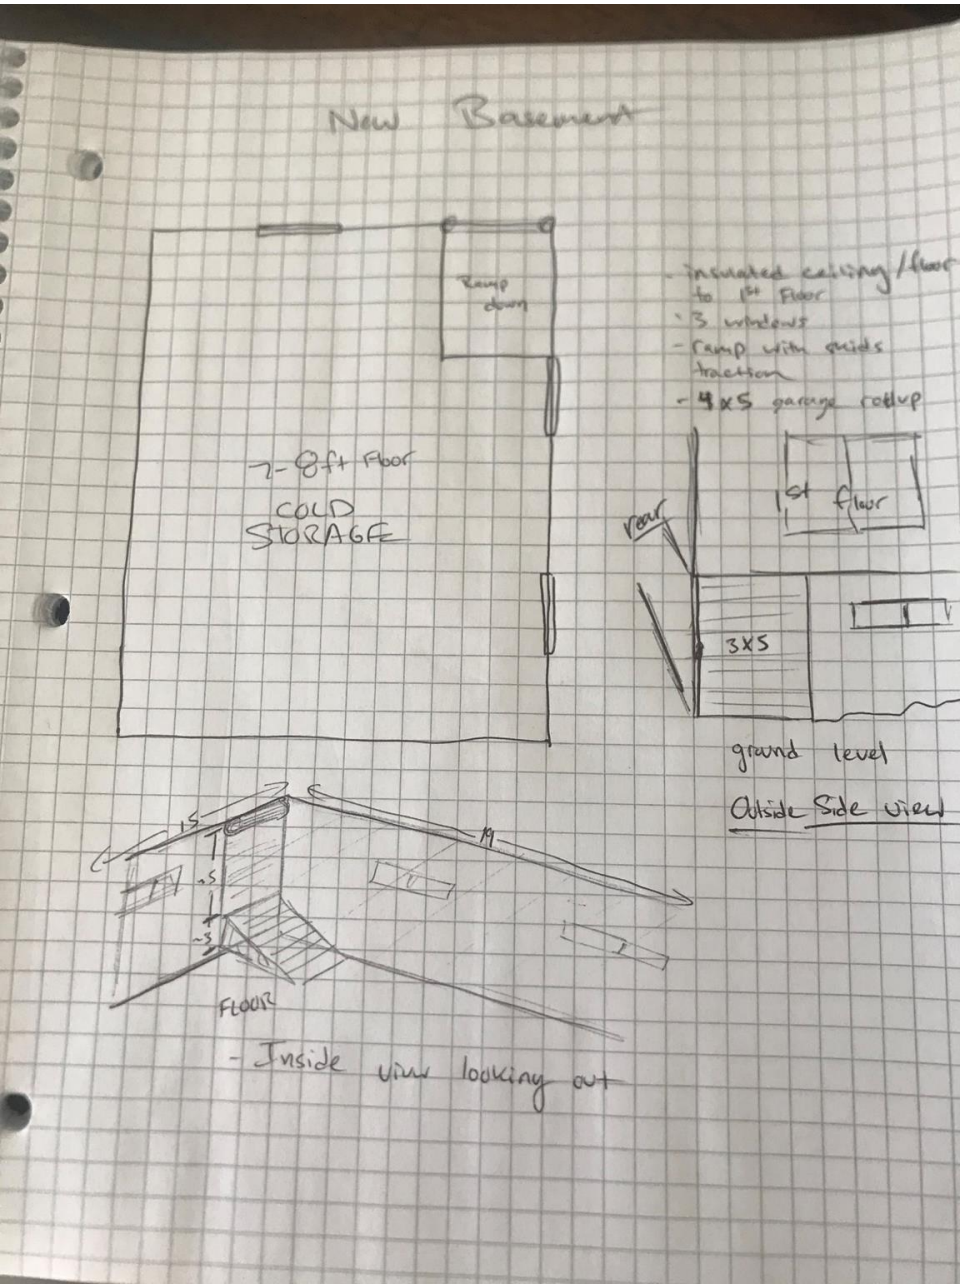 New Basement
Ramp
down
- insulated ceiling/floor
to 1st Floor
- 3 windows
- ramp with skids
traction
- 4x5 garage rollup
7-8ft Floor
COLD
STORAGE
1st floor
rear
3x5
ground level
Outside Side view
15
19
~5
~3
FLOOR
- Inside view looking out